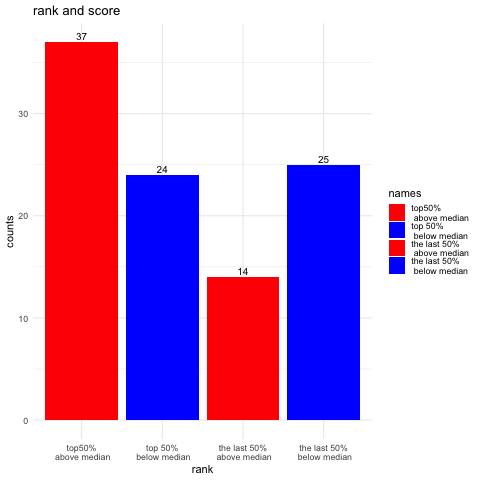 rank and score
37
24
14
25
30
20
10
0
counts
top50%
above median
top 50%
below median
the last 50%
above median
the last 50%
below median
rank
names
top50%
above median
top 50%
below median
the last 50%
above median
the last 50%
below median